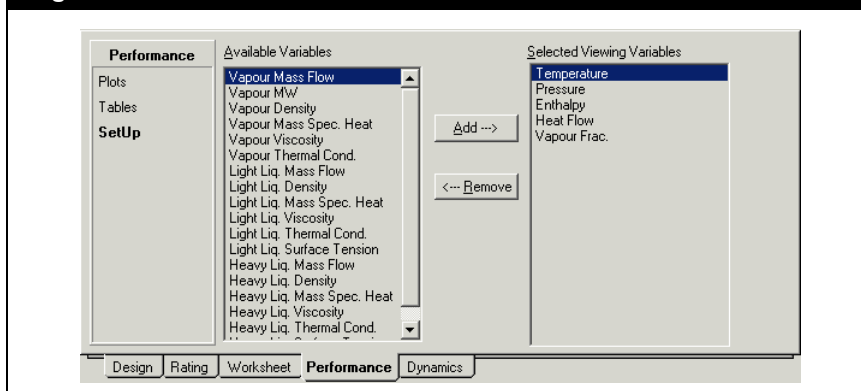 Performance
Plots
Tables
SetUp
Available Variables
Vapour Mass Flow
Vapour MW
Vapour Density
Vapour Mass Spec. Heat
Vapour Viscosity
Vapour Thermal Cond.
Light Liq. Mass Flow
Light Liq. Density
Light Liq. Mass Spec. Heat
Light Liq. Viscosity
Light Liq. Thermal Cond.
Light Liq. Surface Tension
Heavy Liq. Mass Flow
Heavy Liq. Density
Heavy Liq. Mass Spec. Heat
Heavy Liq. Viscosity
Heavy Liq. Thermal Cond.
Add --->
<--- Remove
Selected Viewing Variables
Temperature
Pressure
Enthalpy
Heat Flow
Vapour Frac.
Design Rating Worksheet Performance Dynamics